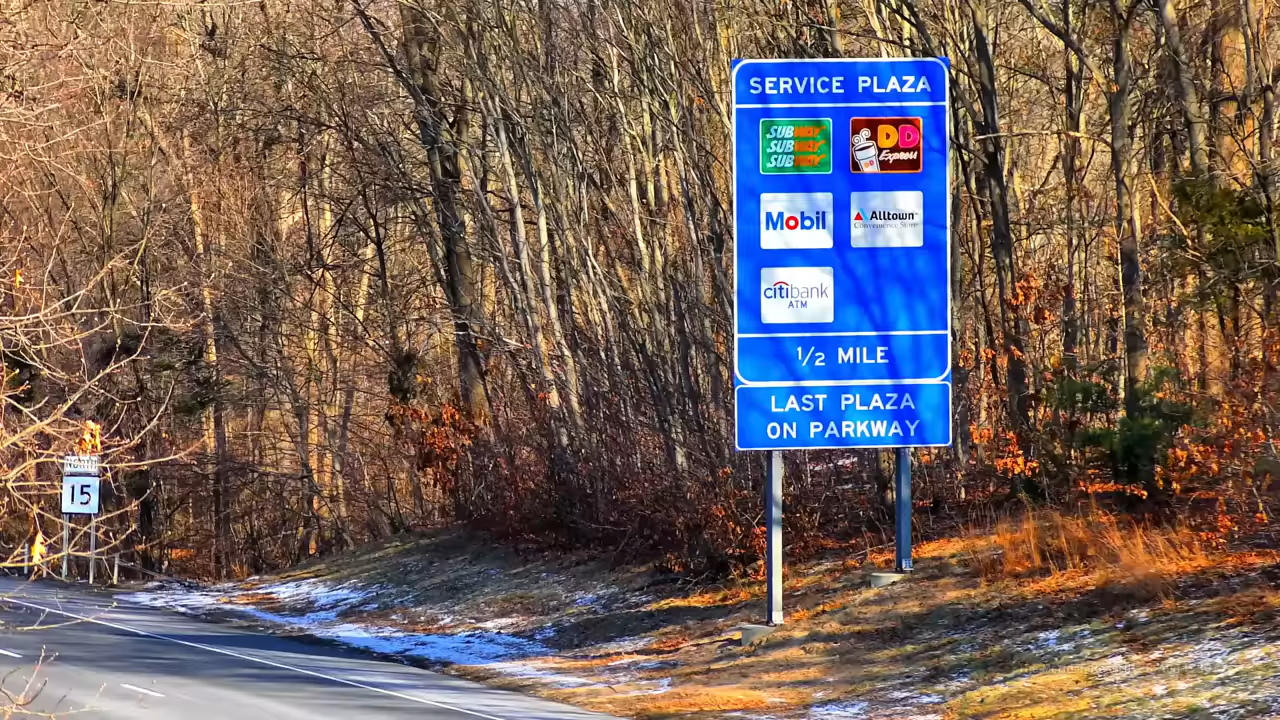 SERVICE PLAZA
SUBWAY
SUBWAY
SUBWAY
DD
Express
Mobil
Alltown
Convenience Store
citibank
ATM
1/2 MILE
LAST PLAZA
ON PARKWAY
NORTH
15